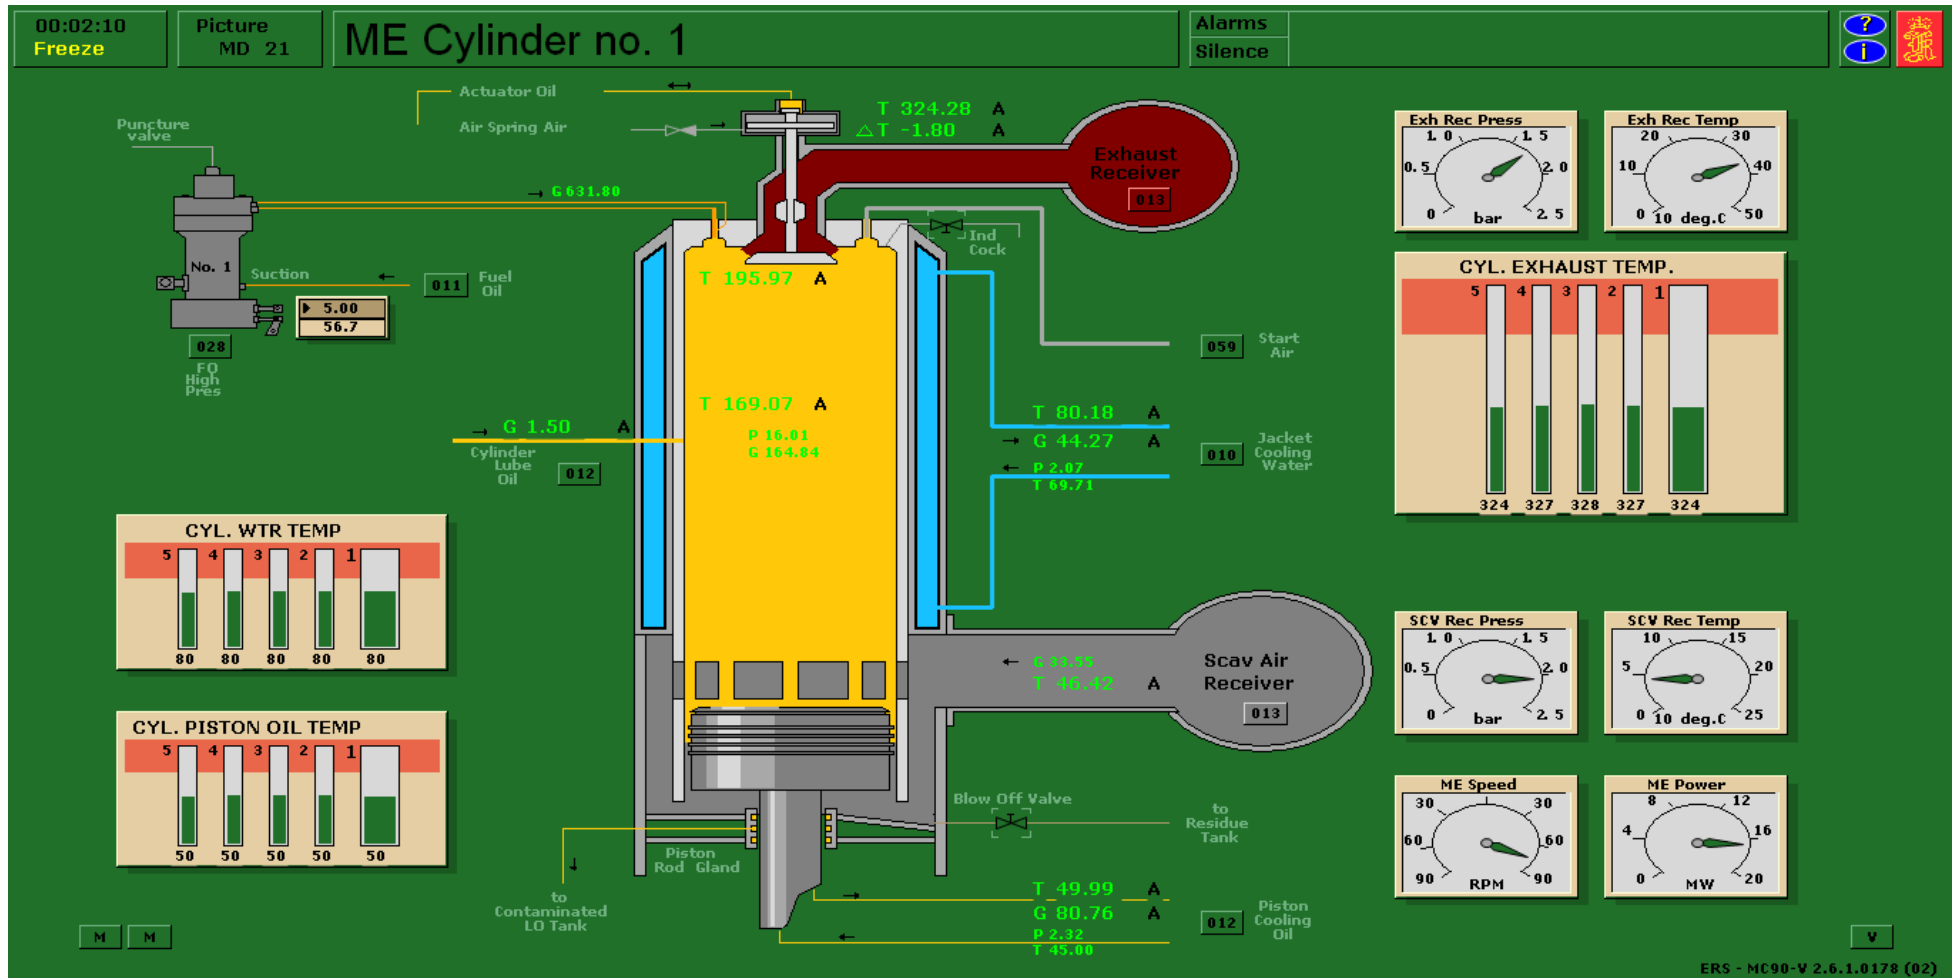 00:02:10
Freeze
Picture
MD 21
ME Cylinder no. 1
Alarms
Silence
?
i
Actuator Oil
Air Spring Air
Puncture
valve
T 324.28 A
△T -1.80 A
Exhaust
Receiver
013
G 631.80
Ind
Cock
No. 1
Suction
011
Fuel
Oil
5.00
56.7
028
FO
High
Pres
T 195.97 A
059
Start
Air
T 169.07 A
P 16.01
G 164.84
G 1.50 A
Cylinder
Lube
Oil
012
T 80.18 A
G 44.27 A
P 2.07
T 69.71
010
Jacket
Cooling
Water
CYL. WTR TEMP
5 4 3 2 1
80 80 80 80 80
CYL. PISTON OIL TEMP
5 4 3 2 1
50 50 50 50 50
G 33.55
T 46.42 A
Scav Air
Receiver
013
Blow Off Valve
to
Residue
Tank
Piston
Rod Gland
to
Contaminated
LO Tank
T 49.99 A
G 80.76 A
P 2.32
T 45.00
012
Piston
Cooling
Oil
Exh Rec Press
1.0 1.5
0.5 2.0
0 bar 2.5
Exh Rec Temp
20 30
10 40
0 10 deg.C 50
CYL. EXHAUST TEMP.
5 4 3 2 1
324 327 328 327 324
SCV Rec Press
1.0 1.5
0.5 2.0
0 bar 2.5
SCV Rec Temp
10 15
5 20
0 10 deg.C 25
ME Speed
30 30
60 60
90 RPM 90
ME Power
8 12
4 16
0 MW 20
M M
V
ERS - MC90-V 2.6.1.0178 (02)